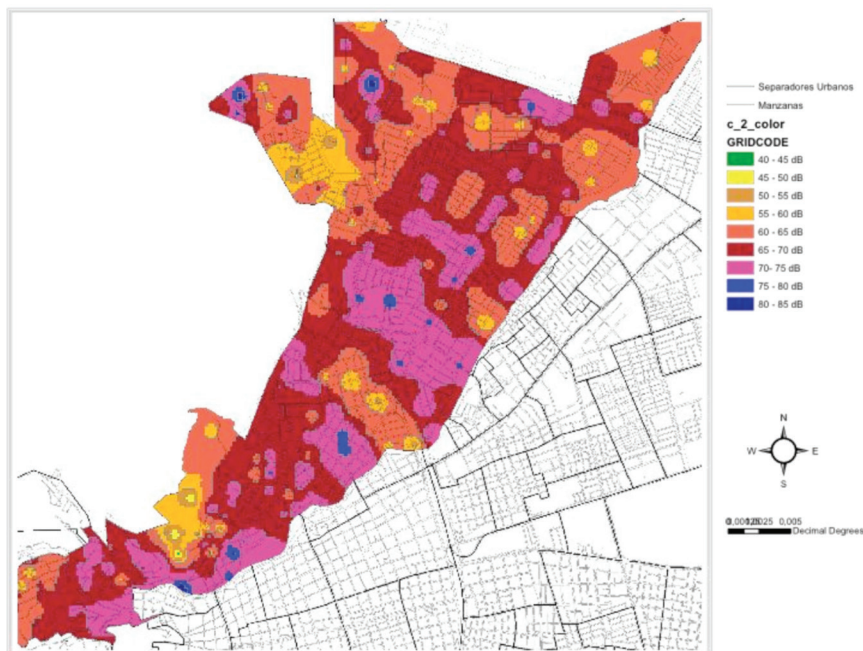 Separadores Urbanos
Manzanas
c_2_color
GRIDCODE
40 - 45 dB
45 - 50 dB
50 - 55 dB
55 - 60 dB
60 - 65 dB
65 - 70 dB
70- 75 dB
75 - 80 dB
80 - 85 dB
N
W E
S
0,005
Decimal Degrees